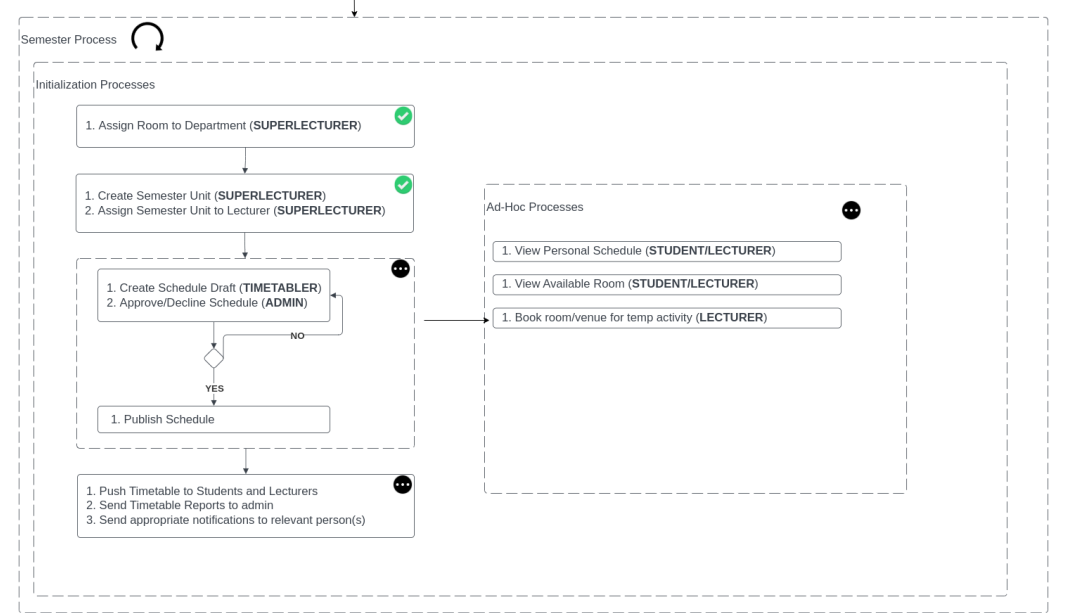 Semester Process
Initialization Processes
1. Assign Room to Department (SUPERLECTURER)
1. Create Semester Unit (SUPERLECTURER)
2. Assign Semester Unit to Lecturer (SUPERLECTURER)
1. Create Schedule Draft (TIMETABLER)
2. Approve/Decline Schedule (ADMIN)
NO
YES
1. Publish Schedule
1. Push Timetable to Students and Lecturers
2. Send Timetable Reports to admin
3. Send appropriate notifications to relevant person(s)
Ad-Hoc Processes
1. View Personal Schedule (STUDENT/LECTURER)
1. View Available Room (STUDENT/LECTURER)
1. Book room/venue for temp activity (LECTURER)